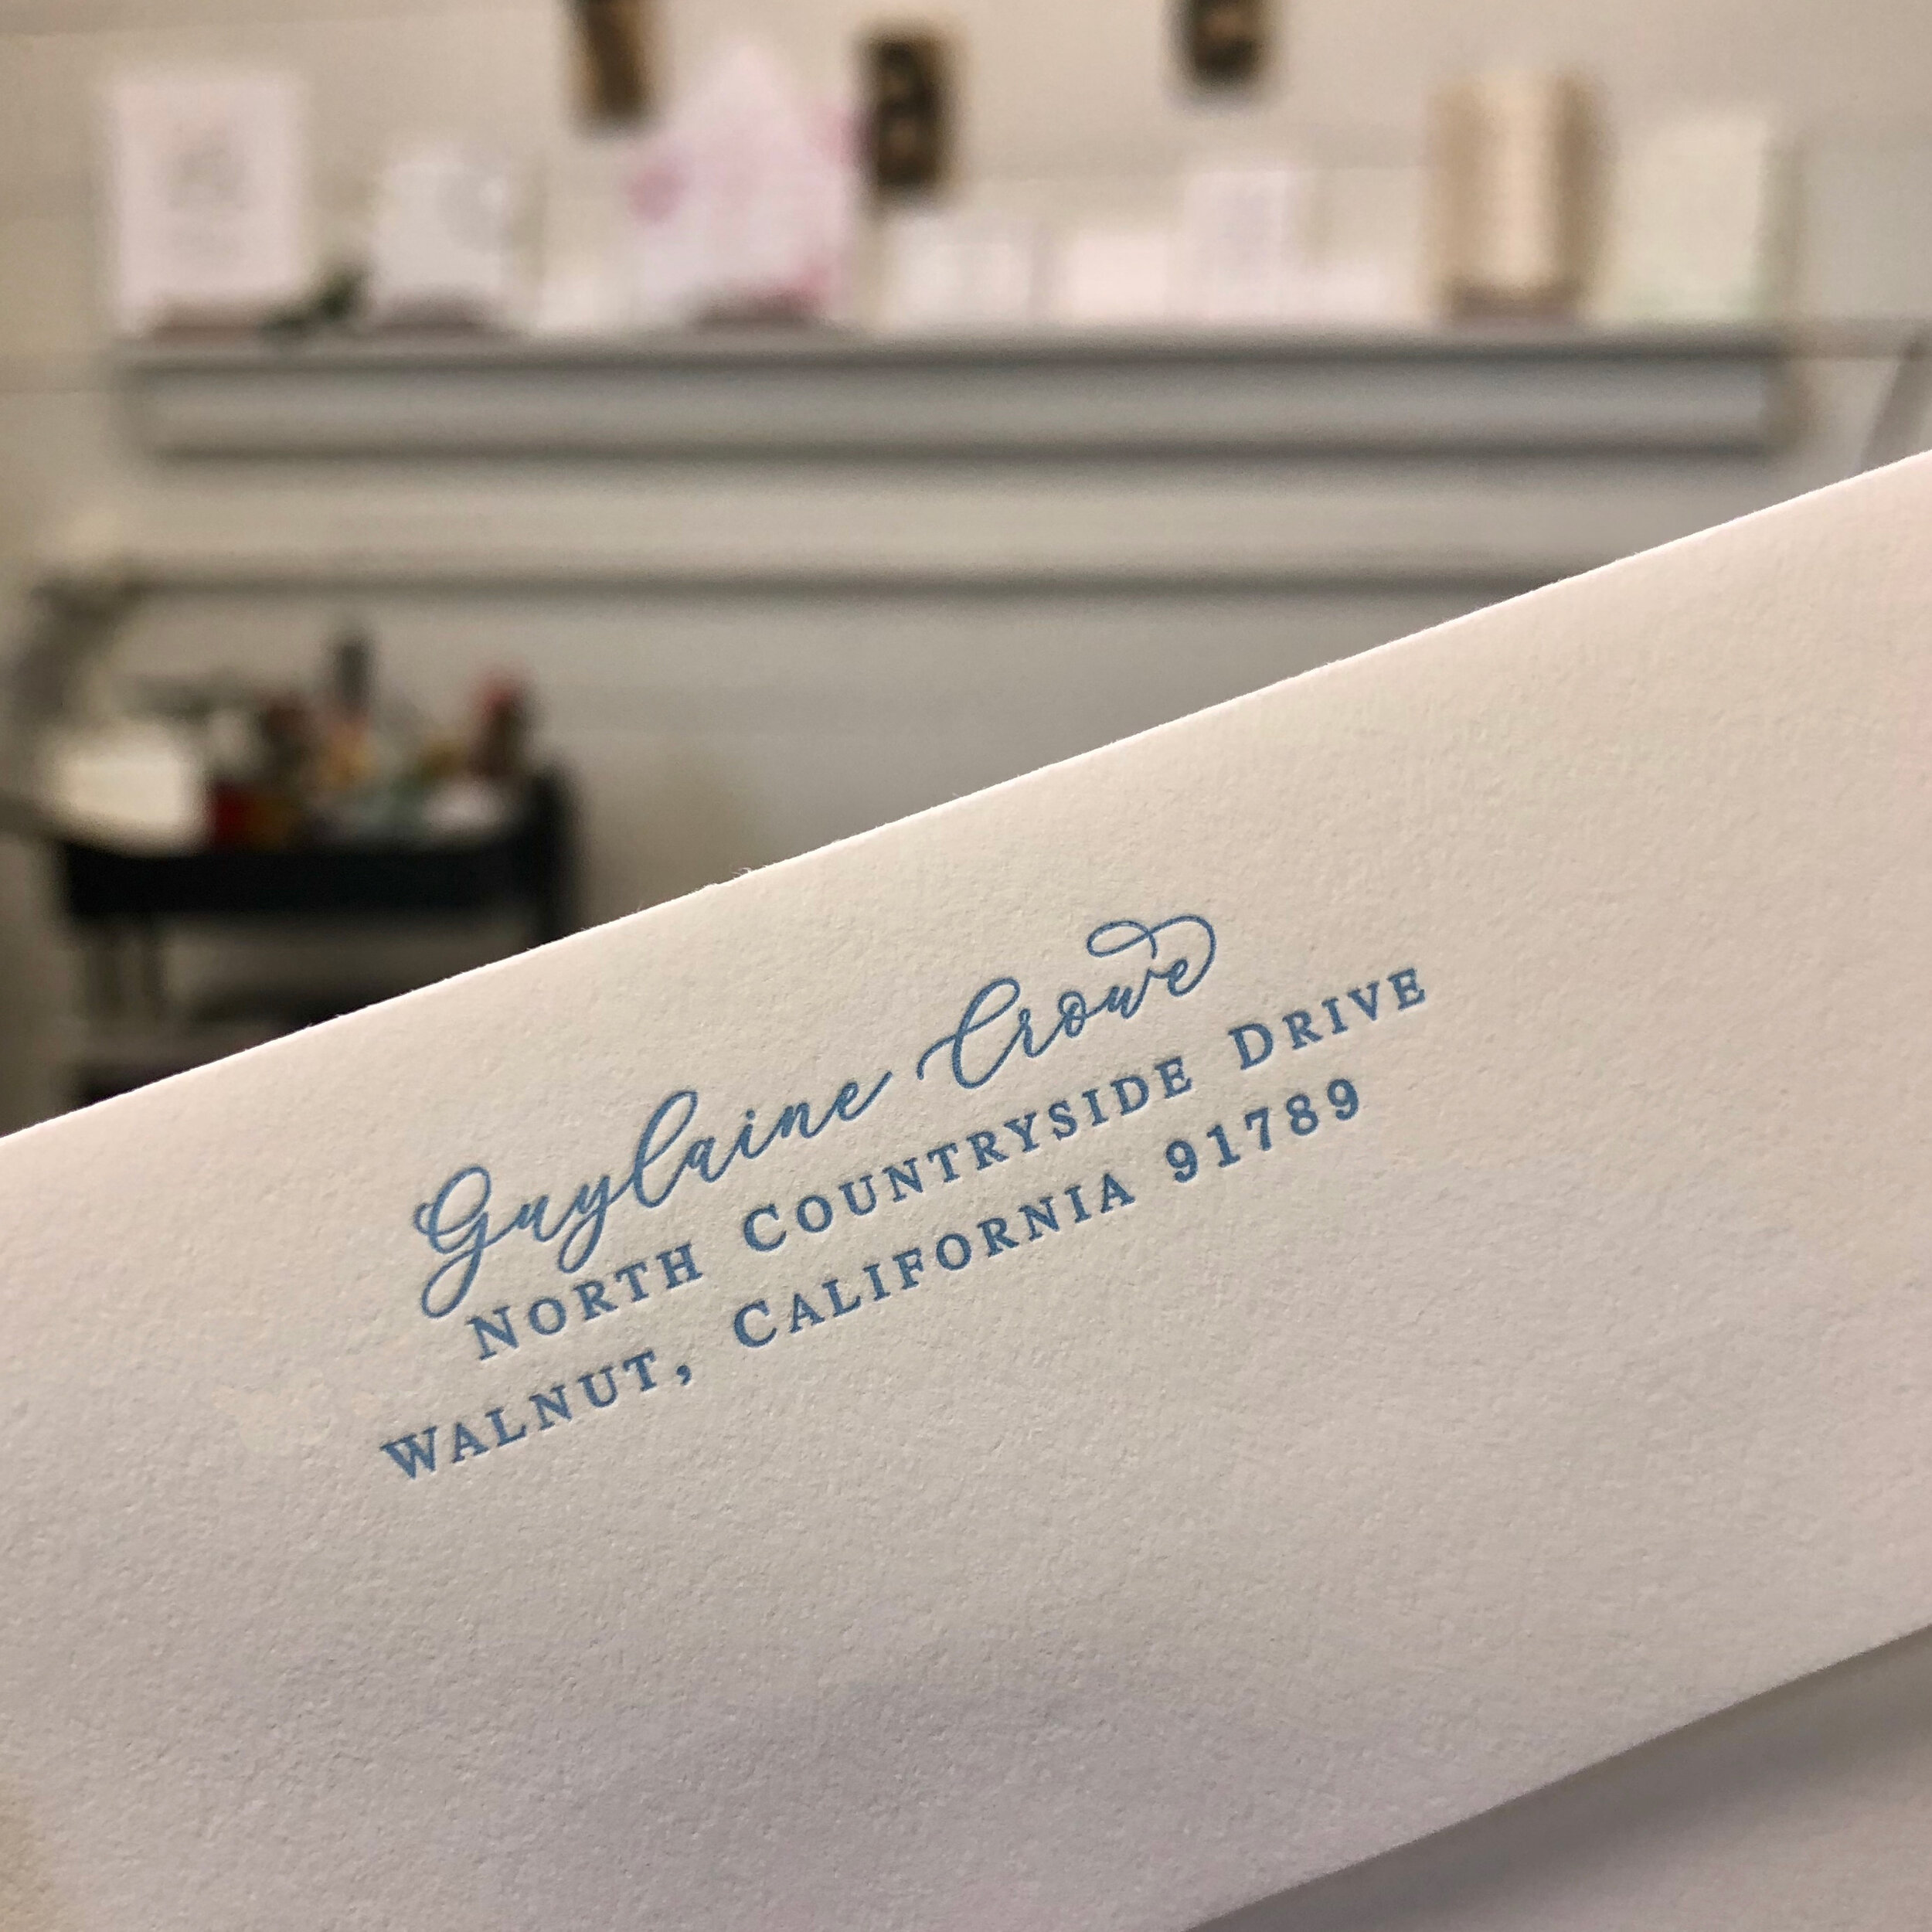 Guylaine Crowe
North Countryside Drive
Walnut, California 91789